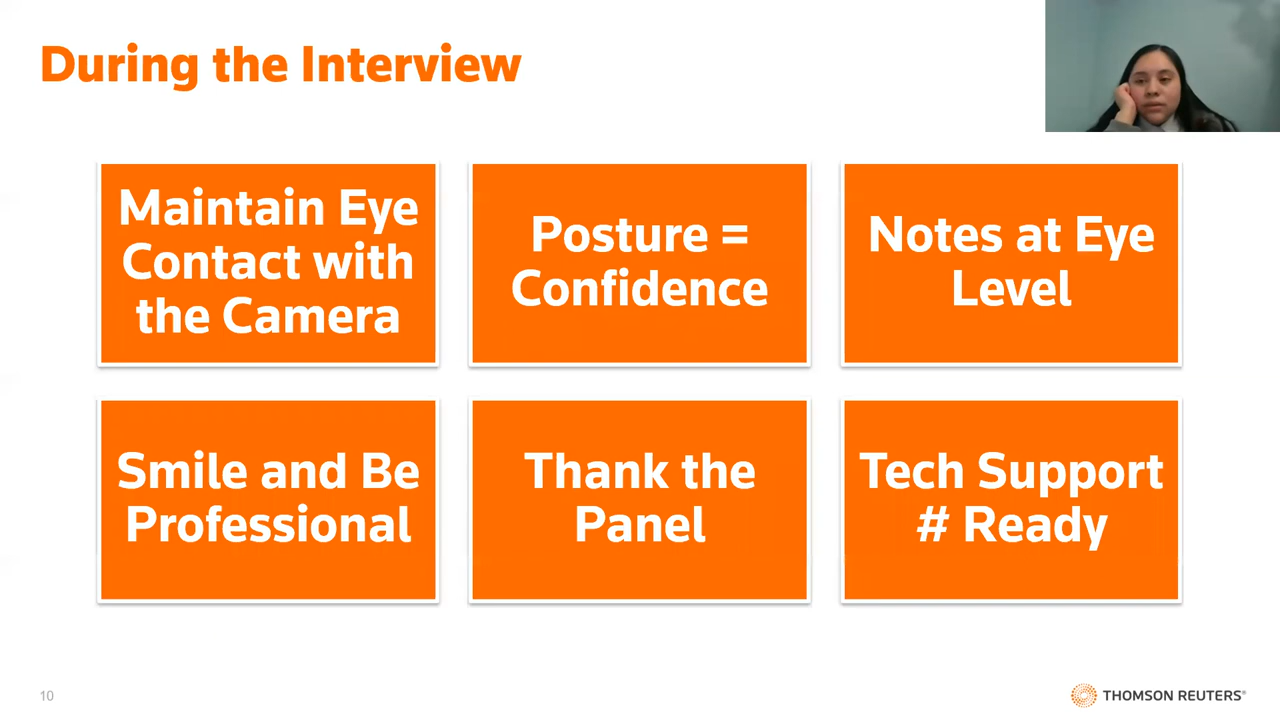 During the Interview
Maintain Eye
Contact with
the Camera
Posture =
Confidence
Notes at Eye
Level
Smile and Be
Professional
Thank the
Panel
Tech Support
# Ready
10
THOMSON REUTERS®